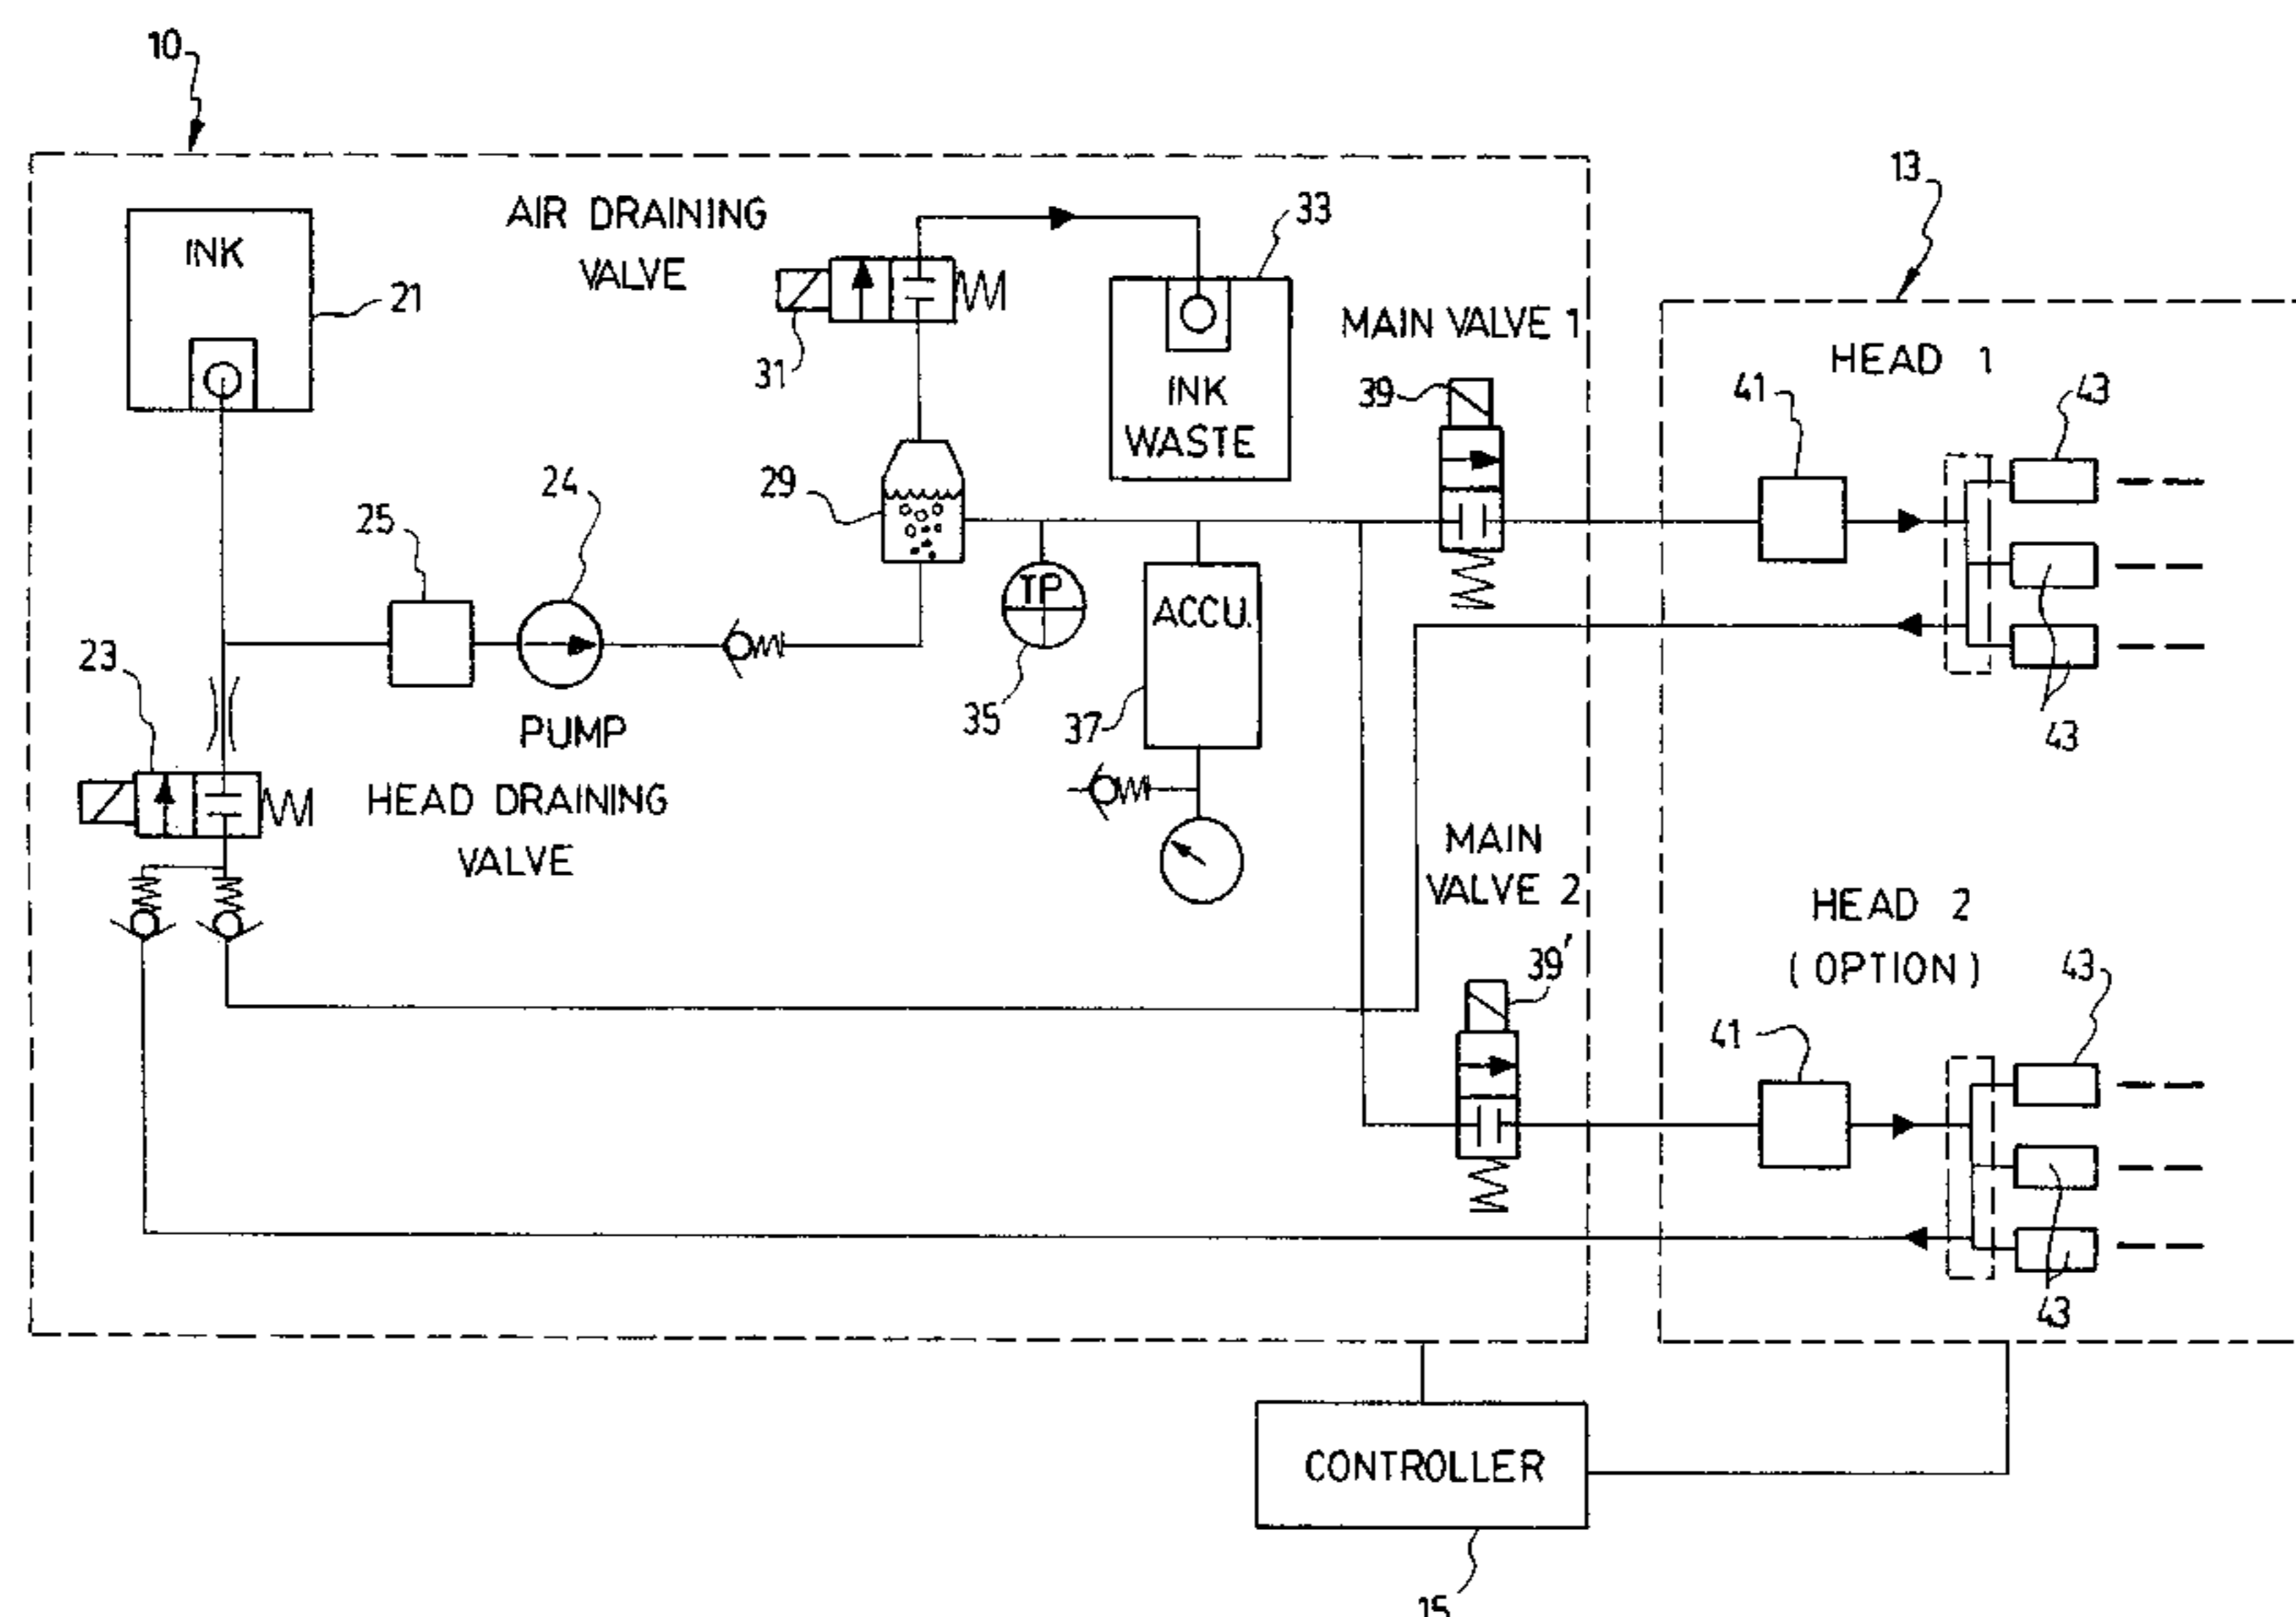 10
13
AIR DRAINING
VALVE
33
INK
21
31
MAIN VALVE 1
HEAD 1
39
41
43
INK
WASTE
29
24
25
TP
ACCU.
23
35
37
43
PUMP
HEAD DRAINING
VALVE
MAIN
VALVE 2
HEAD 2
(OPTION)
39'
43
41
43
CONTROLLER
15